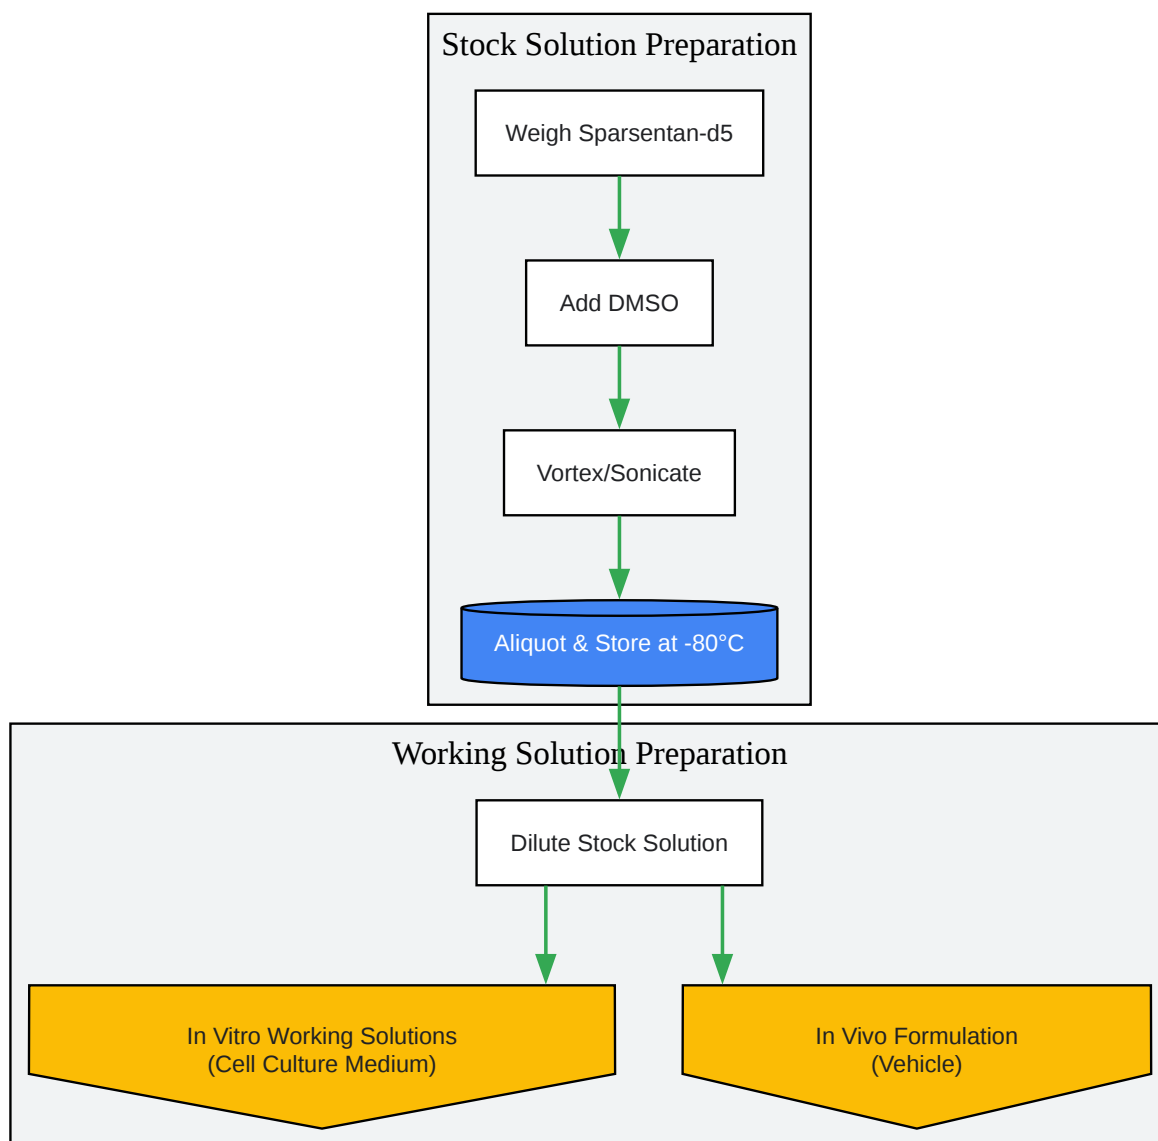 Stock Solution Preparation
Weigh Sparsentan-d5
Add DMSO
Vortex/Sonicate
Aliquot & Store at -80°C
Working Solution Preparation
Dilute Stock Solution
In Vitro Working Solutions
(Cell Culture Medium)
In Vivo Formulation
(Vehicle)